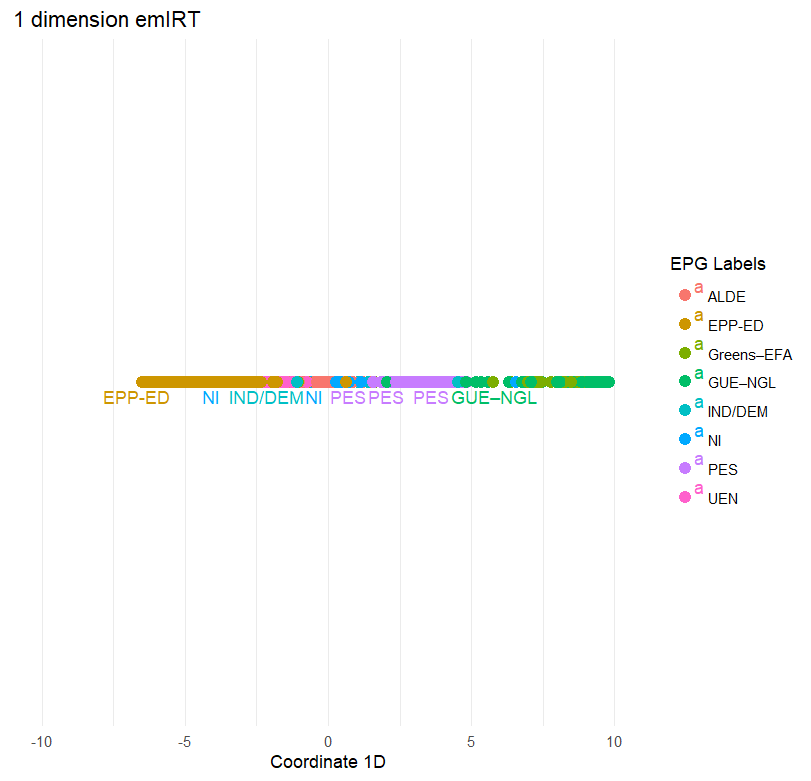 1 dimension emIRT
EPP-ED NI IND/DEM NI PES PES PES GUE–NGL
-10 -5 0 5 10
Coordinate 1D
EPG Labels
a ALDE
a EPP-ED
a Greens–EFA
a GUE–NGL
a IND/DEM
a NI
a PES
a UEN